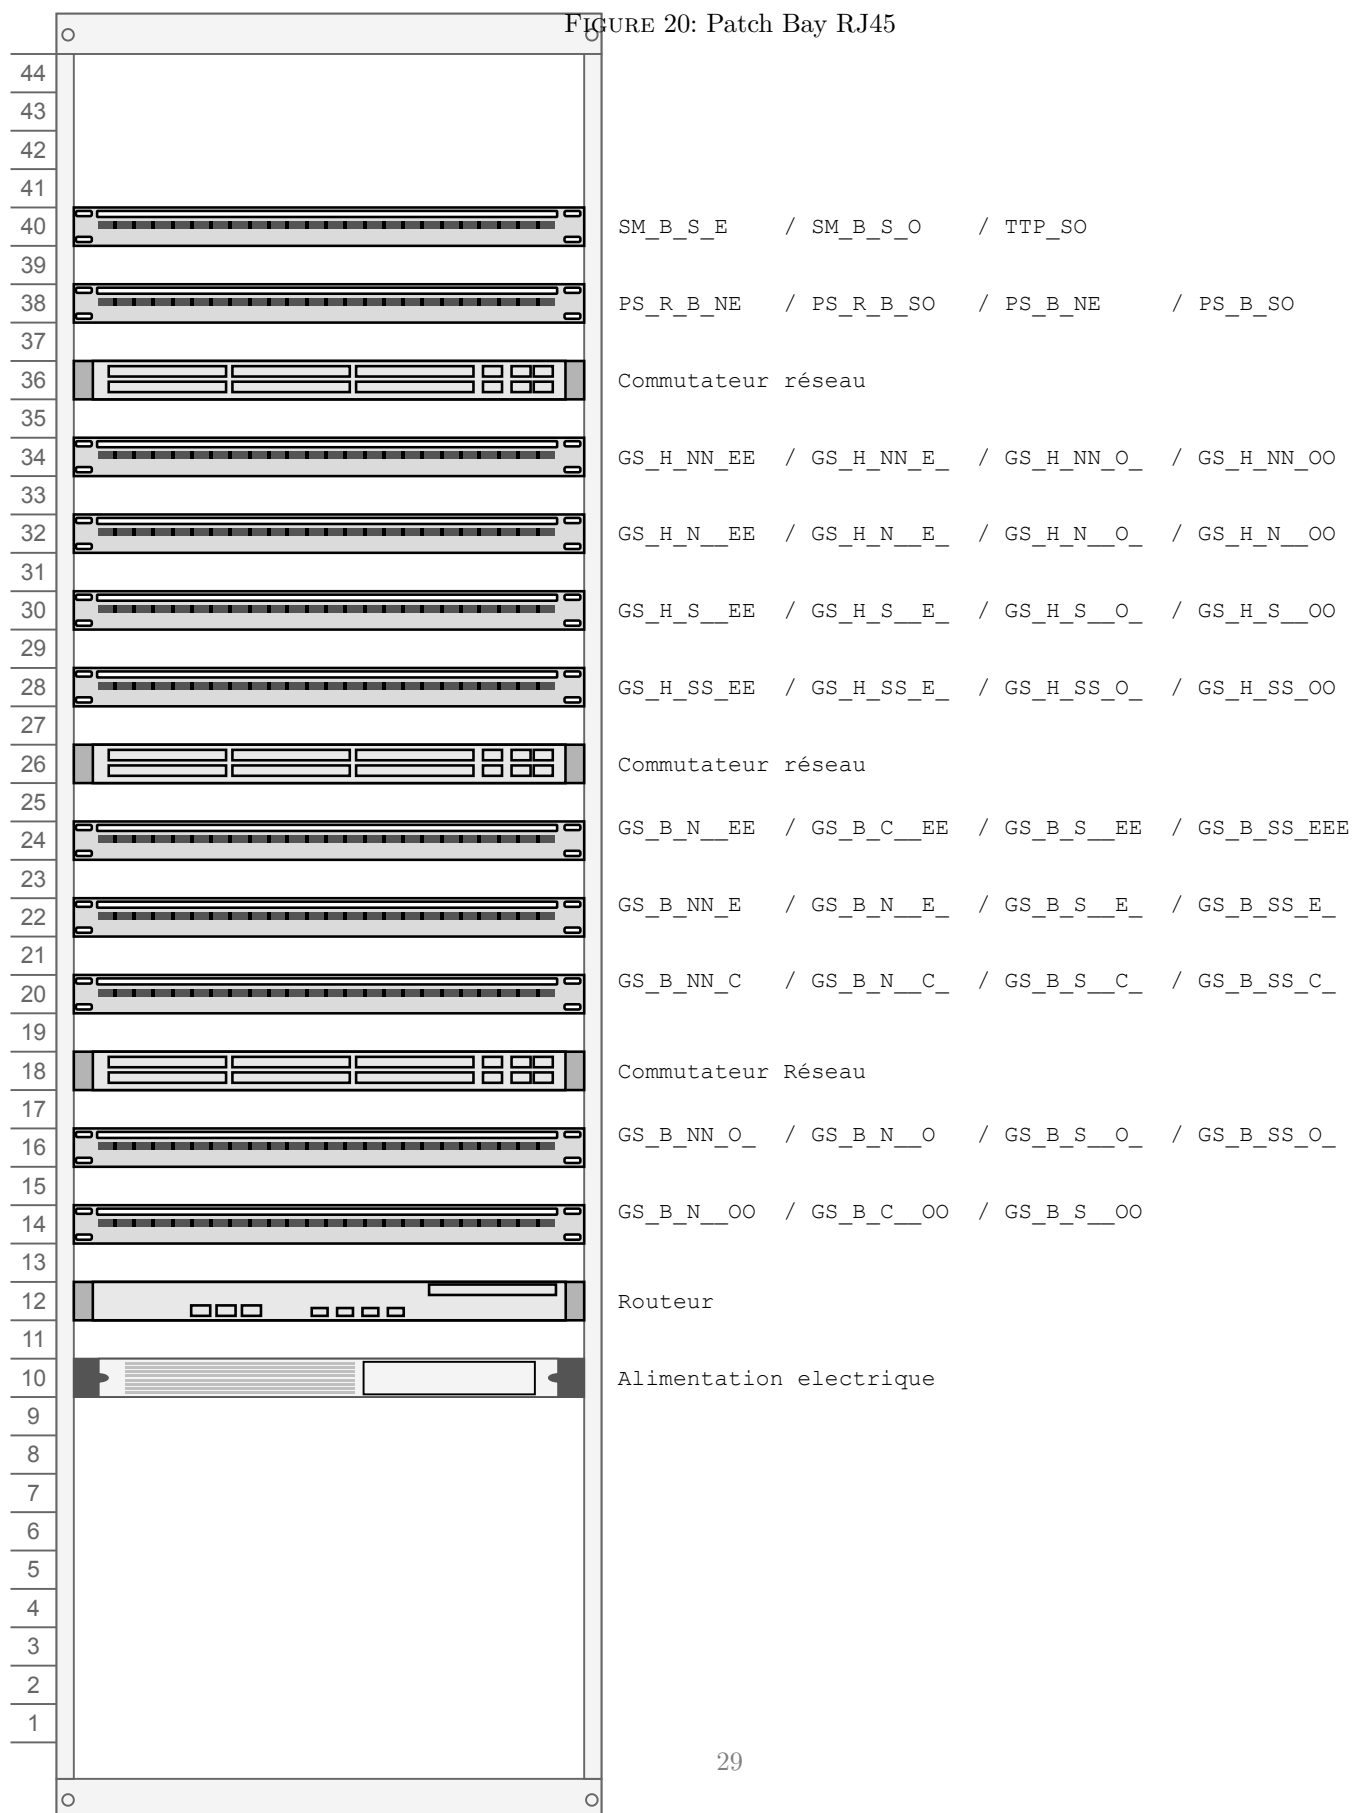 FIGURE 20: Patch Bay RJ45
44
43
42
41
40 SM_B_S_E / SM_B_S_O / TTP_SO
39
38 PS_R_B_NE / PS_R_B_SO / PS_B_NE / PS_B_SO
37
36 Commutateur réseau
35
34 GS_H_NN_EE / GS_H_NN_E_ / GS_H_NN_O_ / GS_H_NN_OO
33
32 GS_H_N__EE / GS_H_N__E_ / GS_H_N__O_ / GS_H_N__OO
31
30 GS_H_S__EE / GS_H_S__E_ / GS_H_S__O_ / GS_H_S__OO
29
28 GS_H_SS_EE / GS_H_SS_E_ / GS_H_SS_O_ / GS_H_SS_OO
27
26 Commutateur réseau
25
24 GS_B_N__EE / GS_B_C__EE / GS_B_S__EE / GS_B_SS_EEE
23
22 GS_B_NN_E / GS_B_N__E_ / GS_B_S__E_ / GS_B_SS_E_
21
20 GS_B_NN_C / GS_B_N__C_ / GS_B_S__C_ / GS_B_SS_C_
19
18 Commutateur Réseau
17
16 GS_B_NN_O_ / GS_B_N__O / GS_B_S__O_ / GS_B_SS_O_
15
14 GS_B_N__OO / GS_B_C__OO / GS_B_S__OO
13
12 Routeur
11
10 Alimentation electrique
9
8
7
6
5
4
3
2
1
29